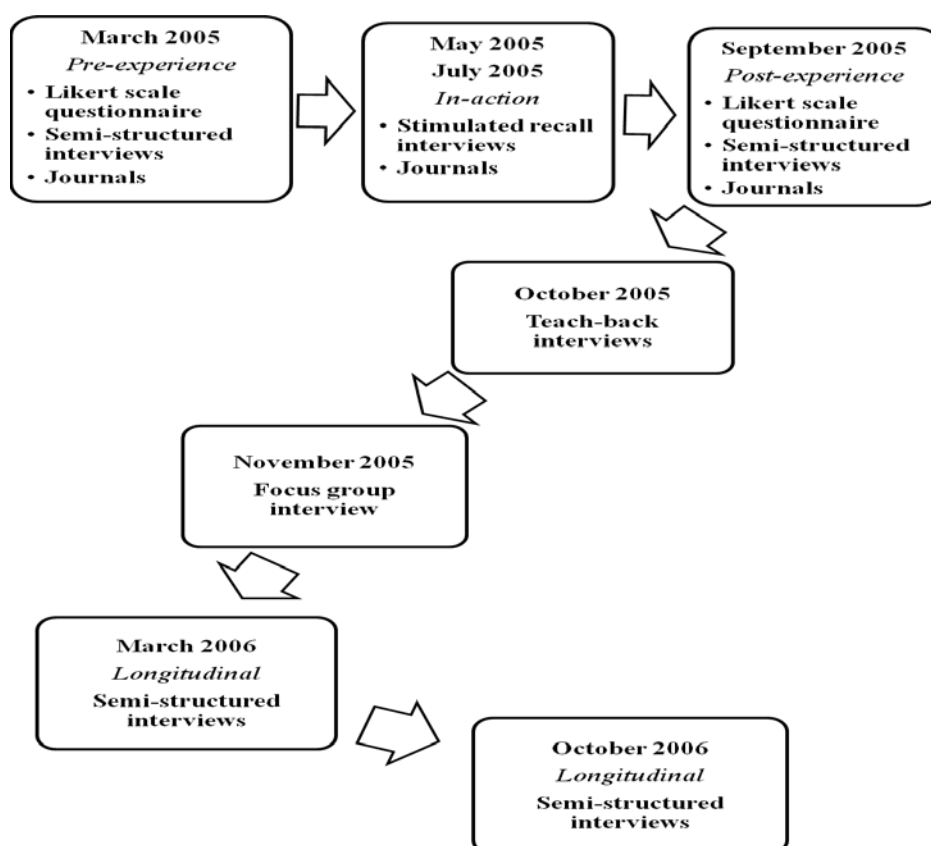 March 2005
Pre-experience
• Likert scale
questionnaire
• Semi-structured
interviews
• Journals
May 2005
July 2005
In-action
• Stimulated recall
interviews
• Journals
September 2005
Post-experience
• Likert scale
questionnaire
• Semi-structured
interviews
• Journals
October 2005
Teach-back
interviews
November 2005
Focus group
interview
March 2006
Longitudinal
Semi-structured
interviews
October 2006
Longitudinal
Semi-structured
interviews